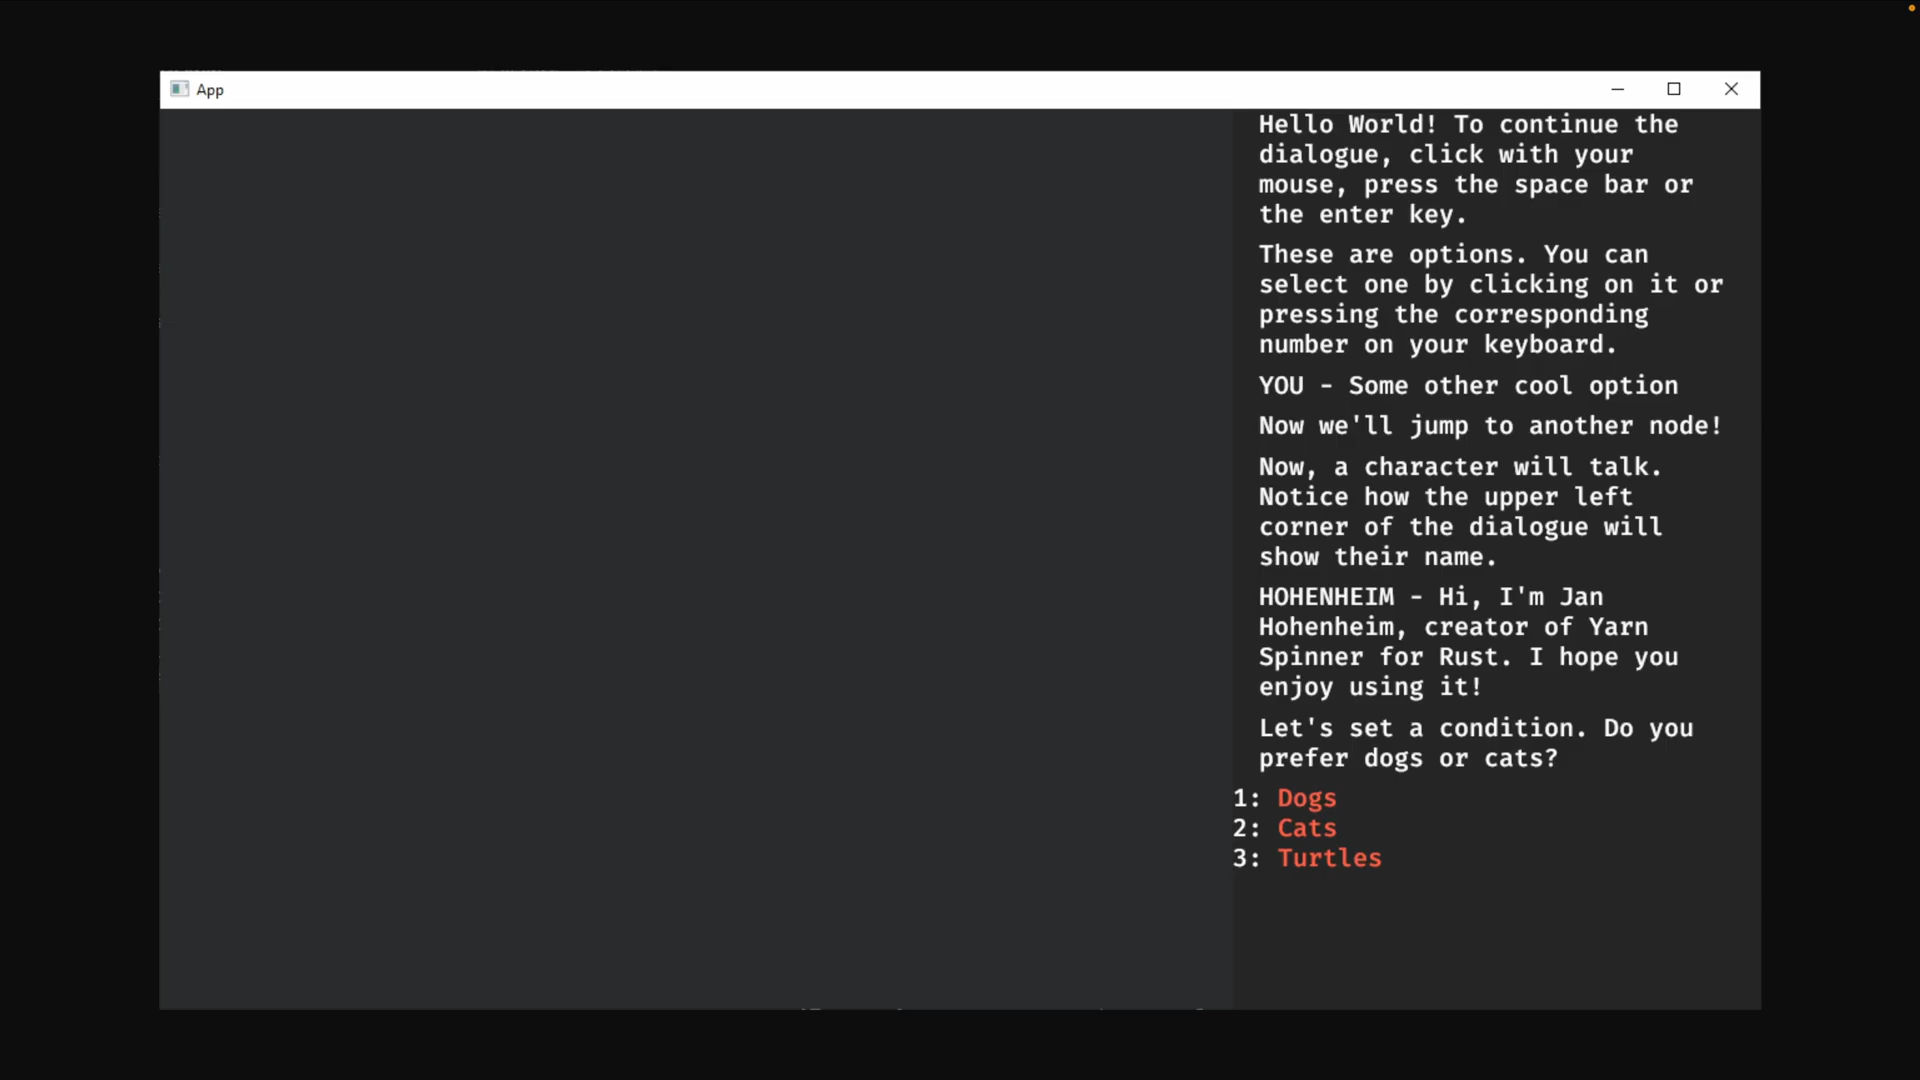 App
Hello World! To continue the
dialogue, click with your
mouse, press the space bar or
the enter key.
These are options. You can
select one by clicking on it or
pressing the corresponding
number on your keyboard.
YOU - Some other cool option
Now we'll jump to another node!
Now, a character will talk.
Notice how the upper left
corner of the dialogue will
show their name.
HOHENHEIM - Hi, I'm Jan
Hohenheim, creator of Yarn
Spinner for Rust. I hope you
enjoy using it!
Let's set a condition. Do you
prefer dogs or cats?
1: Dogs
2: Cats
3: Turtles